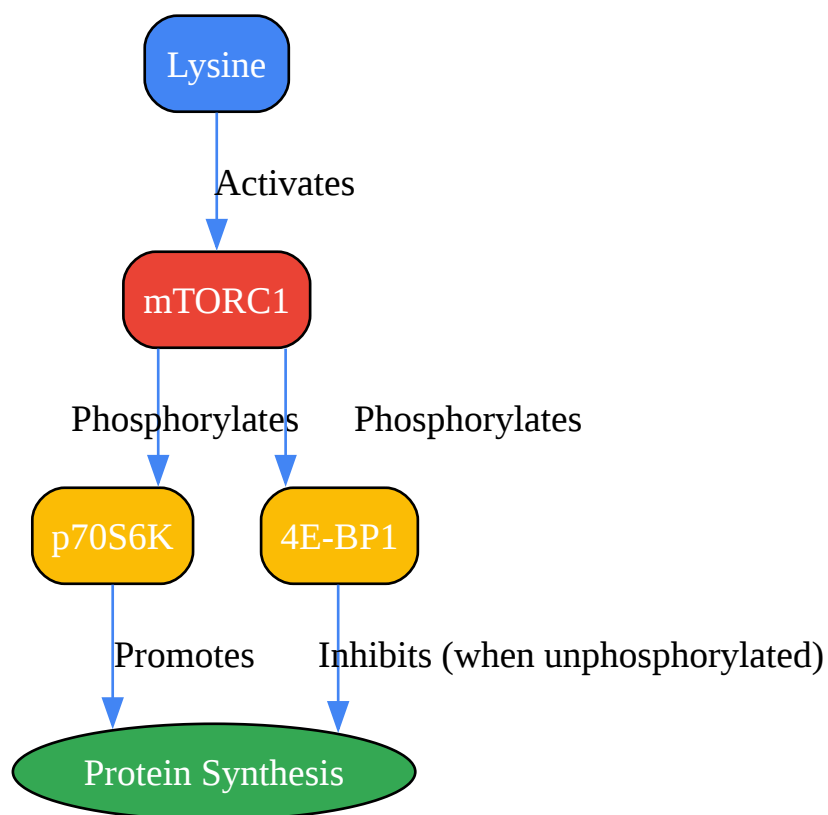 Lysine
Activates
mTORC1
Phosphorylates
Phosphorylates
p70S6K
4E-BP1
Promotes
Inhibits (when unphosphorylated)
Protein Synthesis